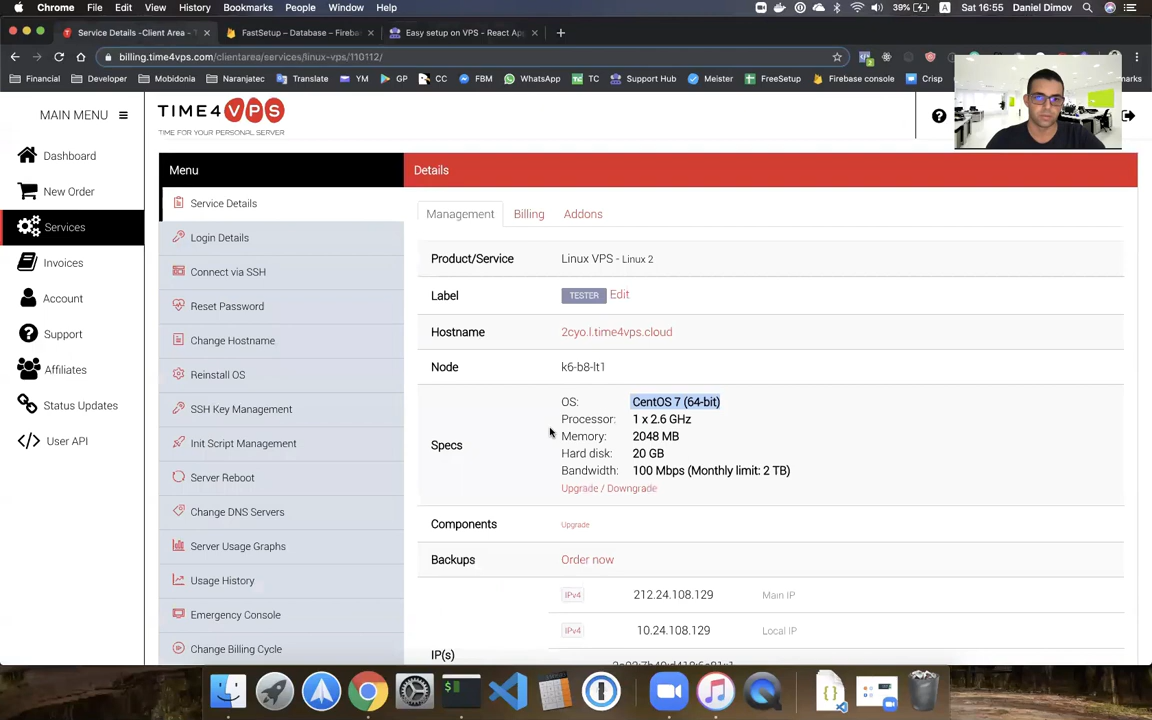 Chrome File Edit View History Bookmarks People Window Help 39% A Sat 16:55 Daniel Dimov
Service Details -Client Area - FastSetup – Database – Fireba Easy setup on VPS - React Ap
billing.time4vps.com/clientarea/services/linux-vps/110112/
Financial Developer Mobidonia Naranjatec Translate YM GP CC FBM WhatsApp TC Support Hub Meister FreeSetup Firebase console Crisp marks
MAIN MENU
TIME4VPS
TIME FOR YOUR PERSONAL SERVER
Dashboard
New Order
Services
Invoices
Account
Support
Affiliates
Status Updates
User API
Menu
Service Details
Login Details
Connect via SSH
Reset Password
Change Hostname
Reinstall OS
SSH Key Management
Init Script Management
Server Reboot
Change DNS Servers
Server Usage Graphs
Usage History
Emergency Console
Change Billing Cycle
Details
Management Billing Addons
Product/Service Linux VPS - Linux 2
Label TESTER Edit
Hostname 2cyo.l.time4vps.cloud
Node k6-b8-lt1
Specs
OS: CentOS 7 (64-bit)
Processor: 1 x 2.6 GHz
Memory: 2048 MB
Hard disk: 20 GB
Bandwidth: 100 Mbps (Monthly limit: 2 TB)
Upgrade / Downgrade
Components Upgrade
Backups Order now
IPv4 212.24.108.129 Main IP
IPv4 10.24.108.129 Local IP
IP(s)